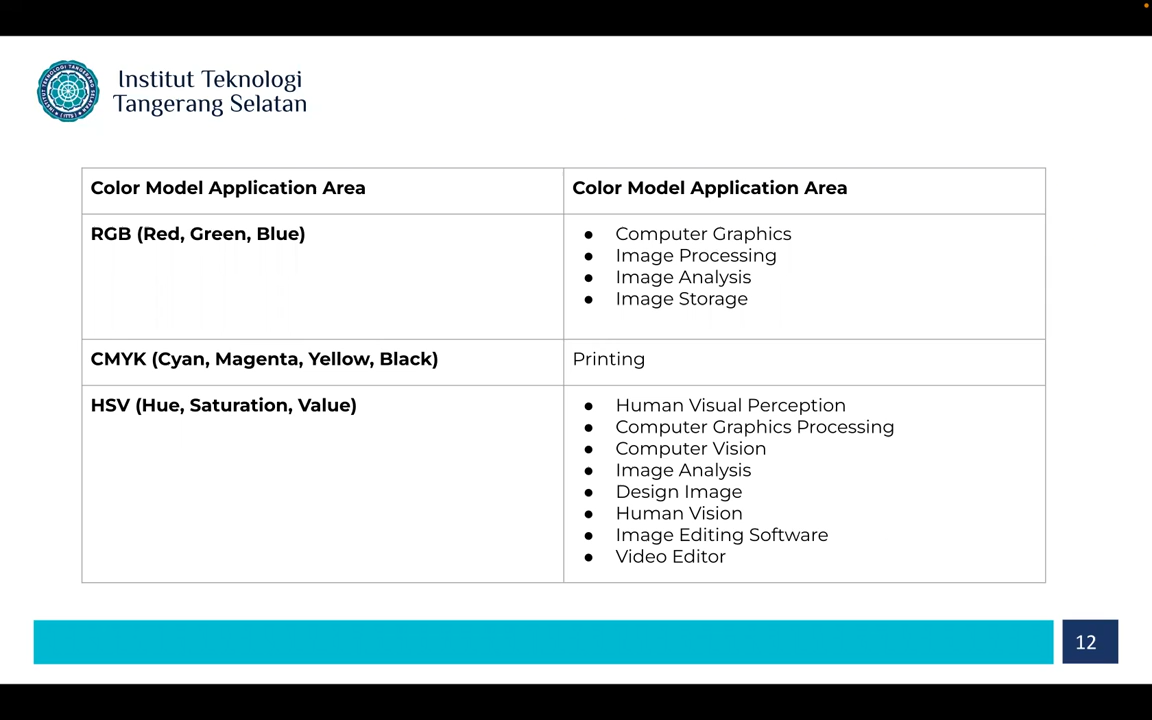 Institut Teknologi
Tangerang Selatan
Color Model Application Area
Color Model Application Area
RGB (Red, Green, Blue)
● Computer Graphics
● Image Processing
● Image Analysis
● Image Storage
CMYK (Cyan, Magenta, Yellow, Black)
Printing
HSV (Hue, Saturation, Value)
● Human Visual Perception
● Computer Graphics Processing
● Computer Vision
● Image Analysis
● Design Image
● Human Vision
● Image Editing Software
● Video Editor
12